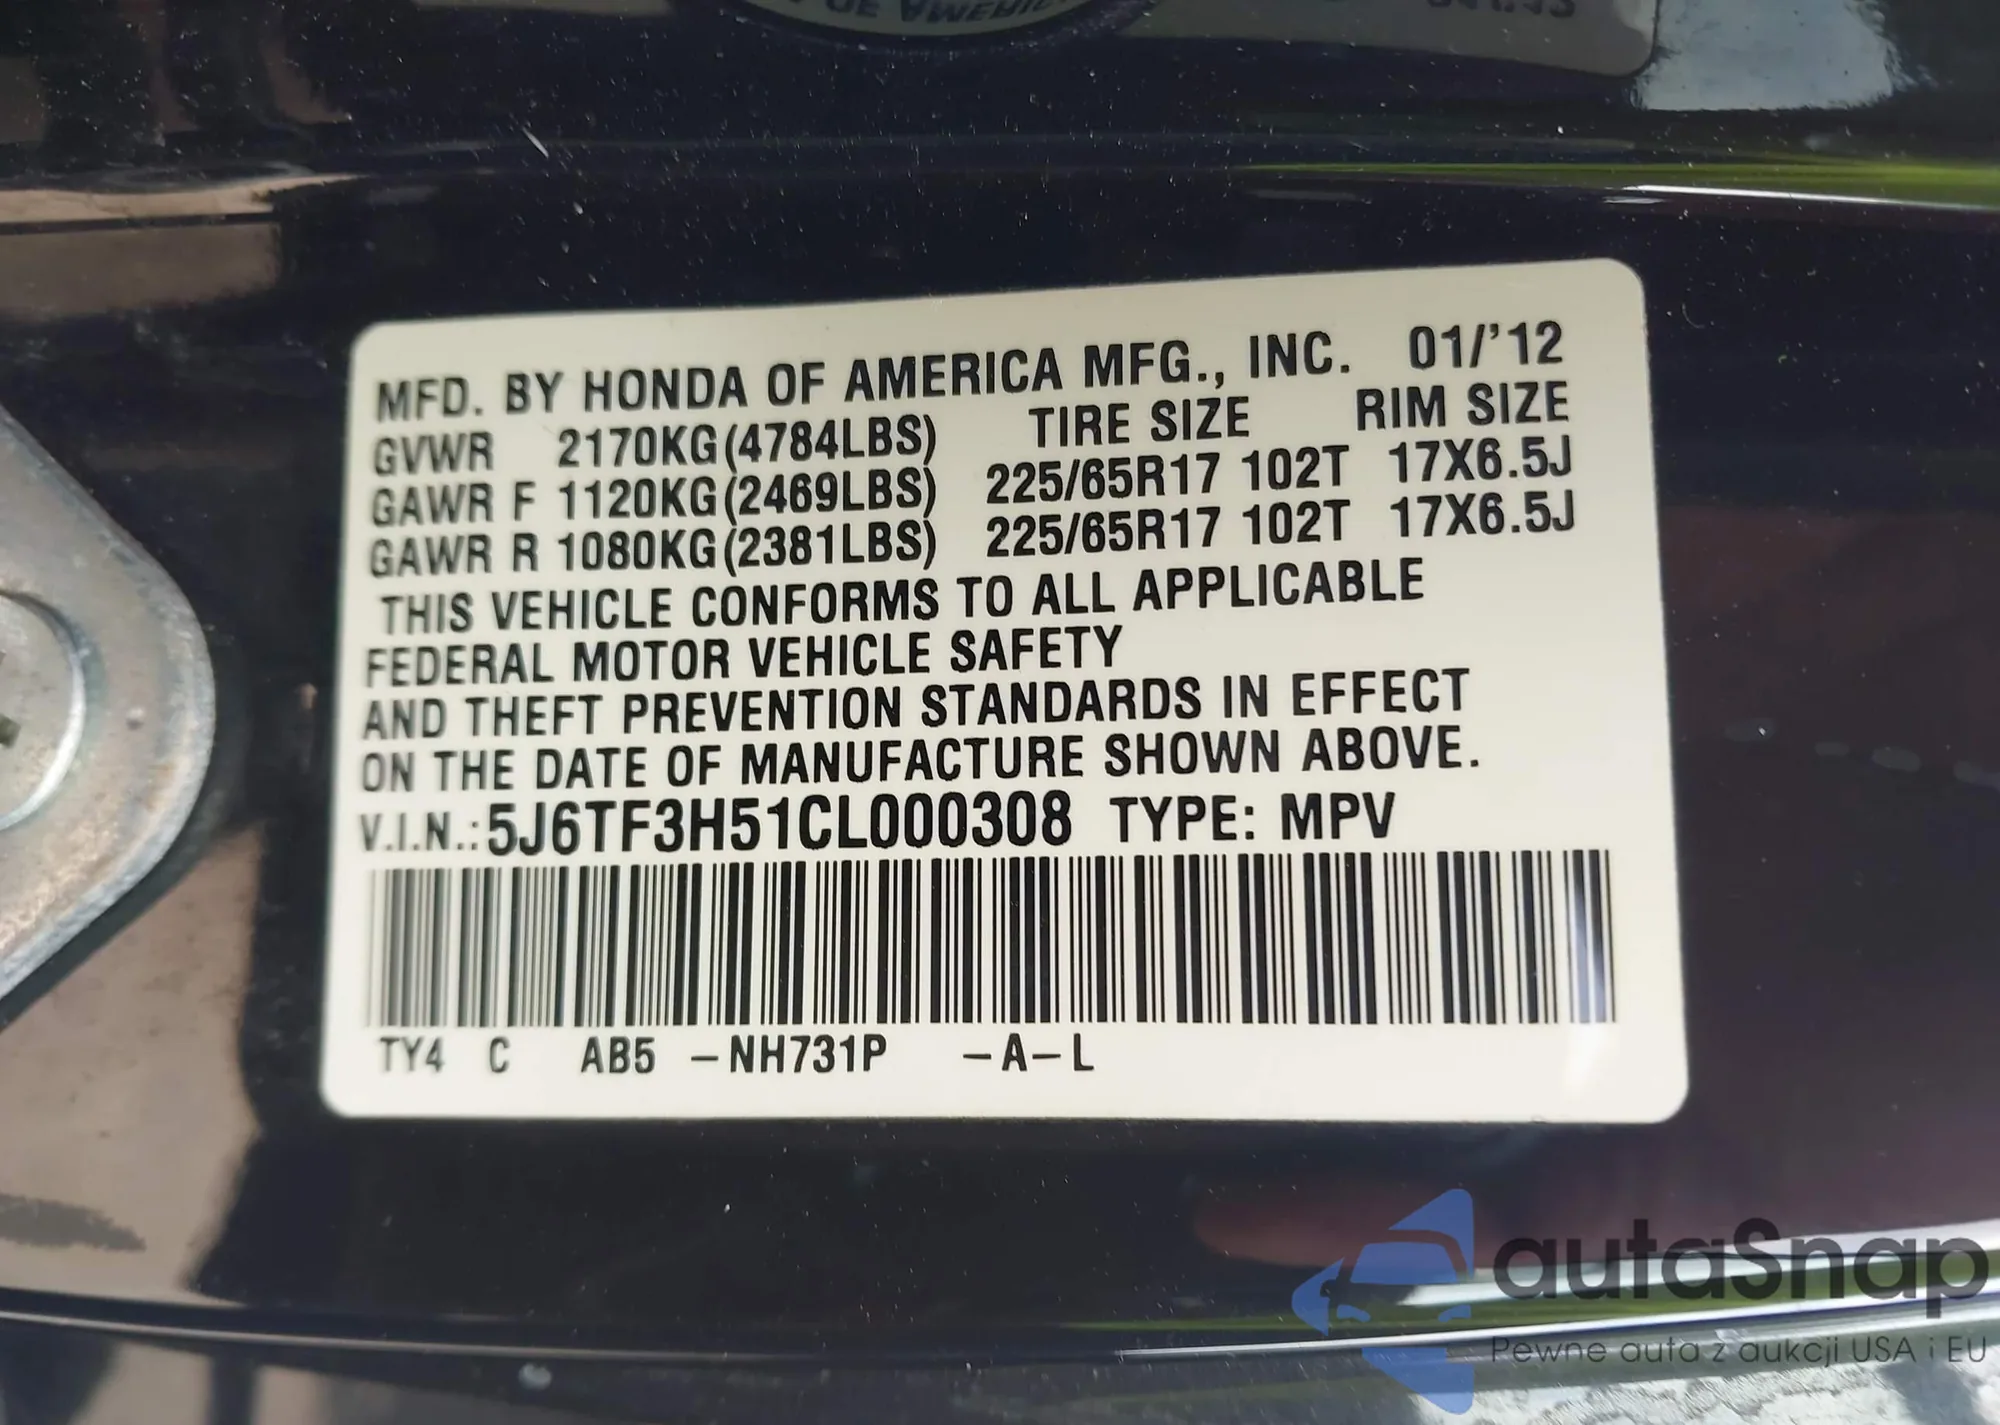 OF AMERICA
MFD. BY HONDA OF AMERICA MFG., INC. 01/'12
GVWR 2170KG(4784LBS) TIRE SIZE RIM SIZE
GAWR F 1120KG(2469LBS) 225/65R17 102T 17X6.5J
GAWR R 1080KG(2381LBS) 225/65R17 102T 17X6.5J
THIS VEHICLE CONFORMS TO ALL APPLICABLE
FEDERAL MOTOR VEHICLE SAFETY
AND THEFT PREVENTION STANDARDS IN EFFECT
ON THE DATE OF MANUFACTURE SHOWN ABOVE.
V.I.N.:5J6TF3H51CL000308 TYPE: MPV
TY4 C AB5 –NH731P –A–L
autaSnap
Pewne auta z aukcji USA i EU